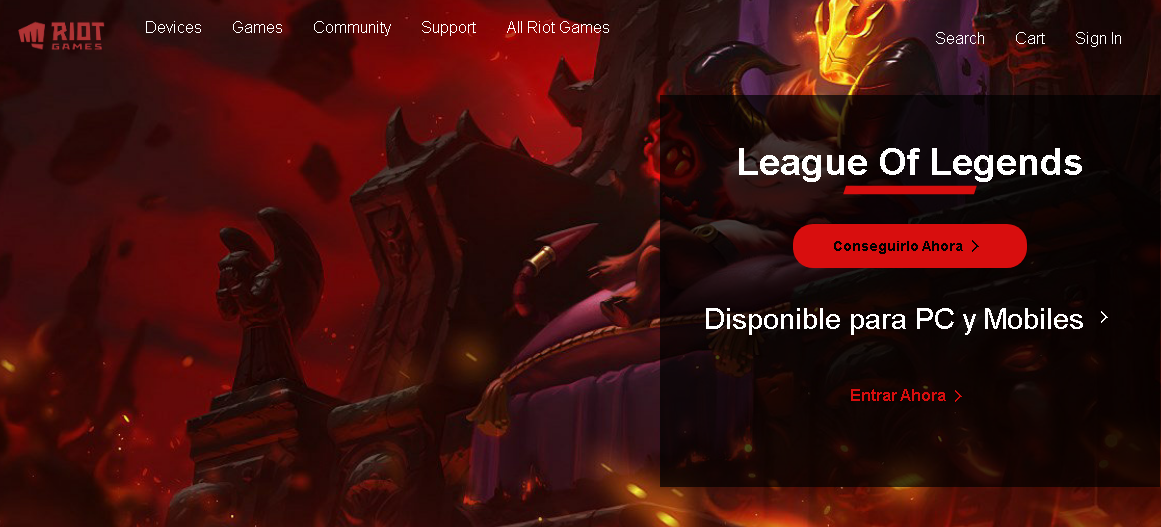 RIOT
GAMES
Devices
Games
Community
Support
All Riot Games
Search
Cart
Sign In
League Of Legends
Conseguirlo Ahora
Disponible para PC y Mobiles
Entrar Ahora